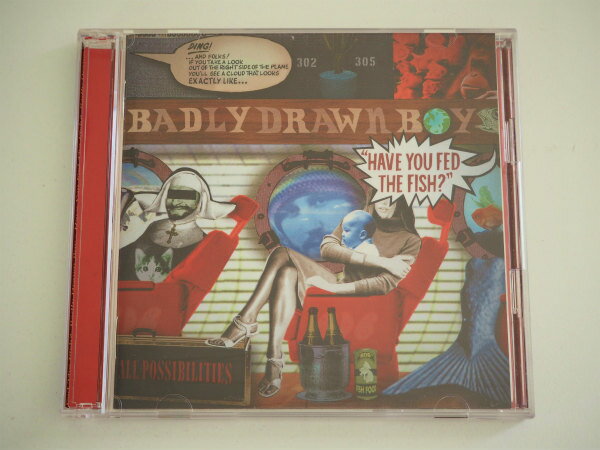 DING!
... AND FOLKS!
IF YOU TAKE A LOOK
OUT OF THE RIGHT SIDE OF THE PLANE
YOU'LL SEE A CLOUD THAT LOOKS
EXACTLY LIKE...
302 305
BADLY DRAWN BOY
"HAVE YOU FED
THE FISH?"
ALL POSSIBILITIES
FISH FOOD